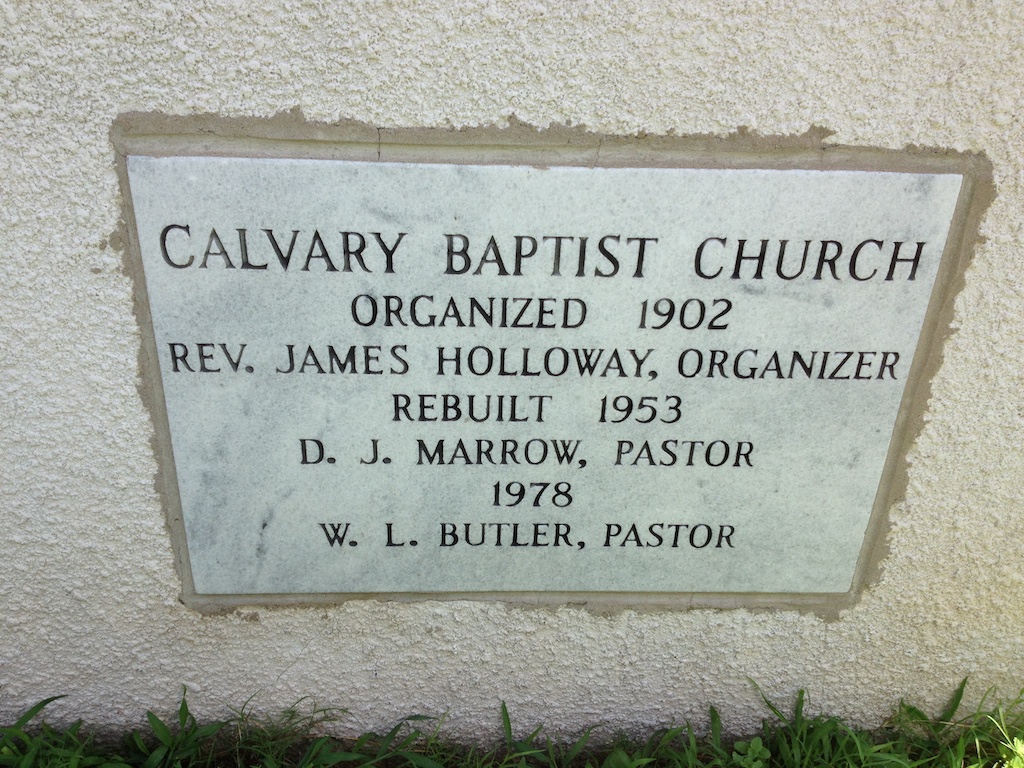 CALVARY BAPTIST CHURCH
ORGANIZED 1902
REV. JAMES HOLLOWAY, ORGANIZER
REBUILT 1953
D. J. MARROW, PASTOR
1978
W. L. BUTLER, PASTOR